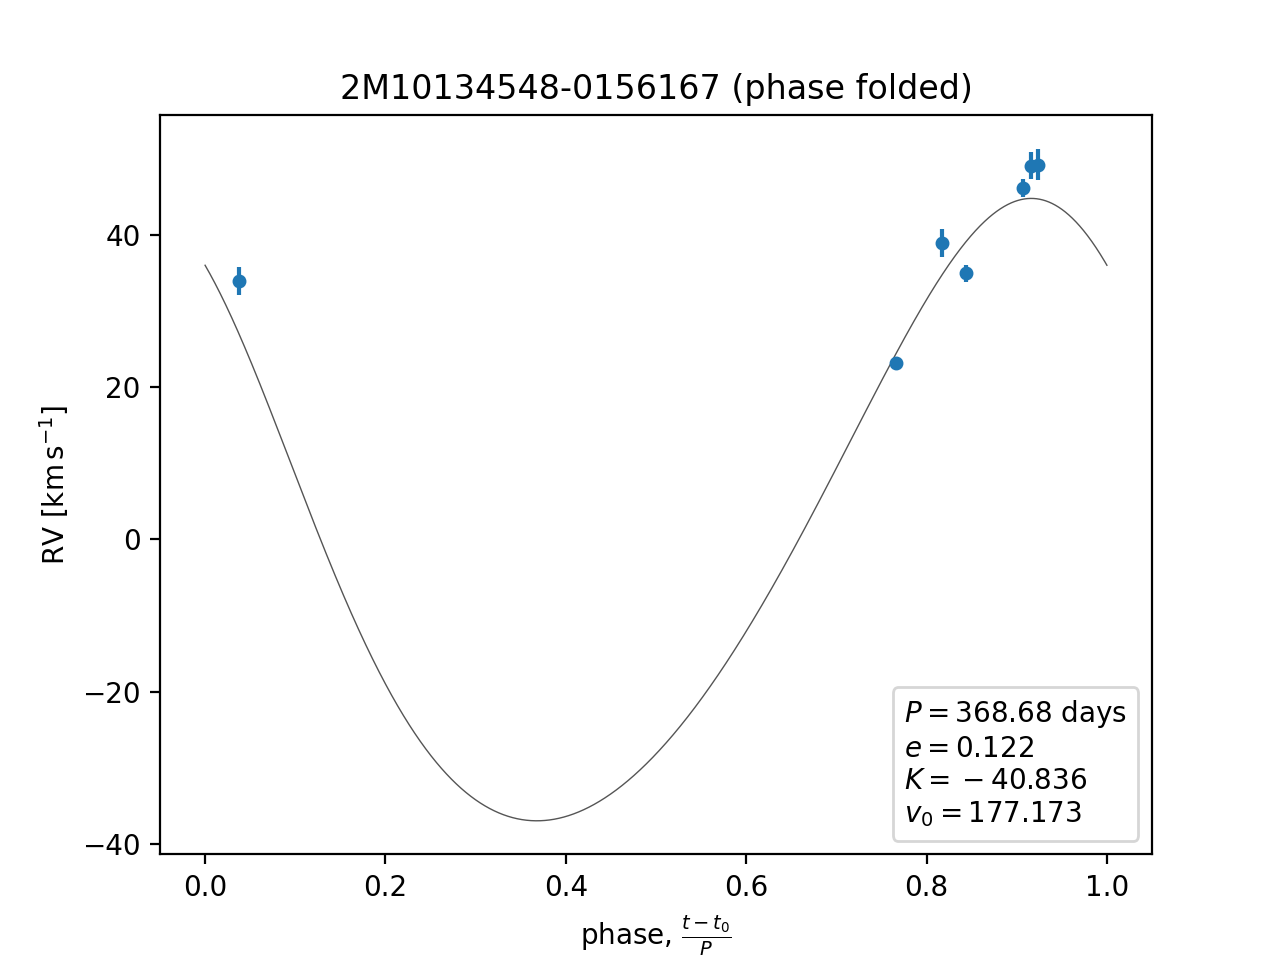 2M10134548-0156167 (phase folded)
RV [km s⁻¹]
40
20
0
−20
−40
0.0 0.2 0.4 0.6 0.8 1.0
phase, (t − t₀)/P
P = 368.68 days
e = 0.122
K = − 40.836
v₀ = 177.173